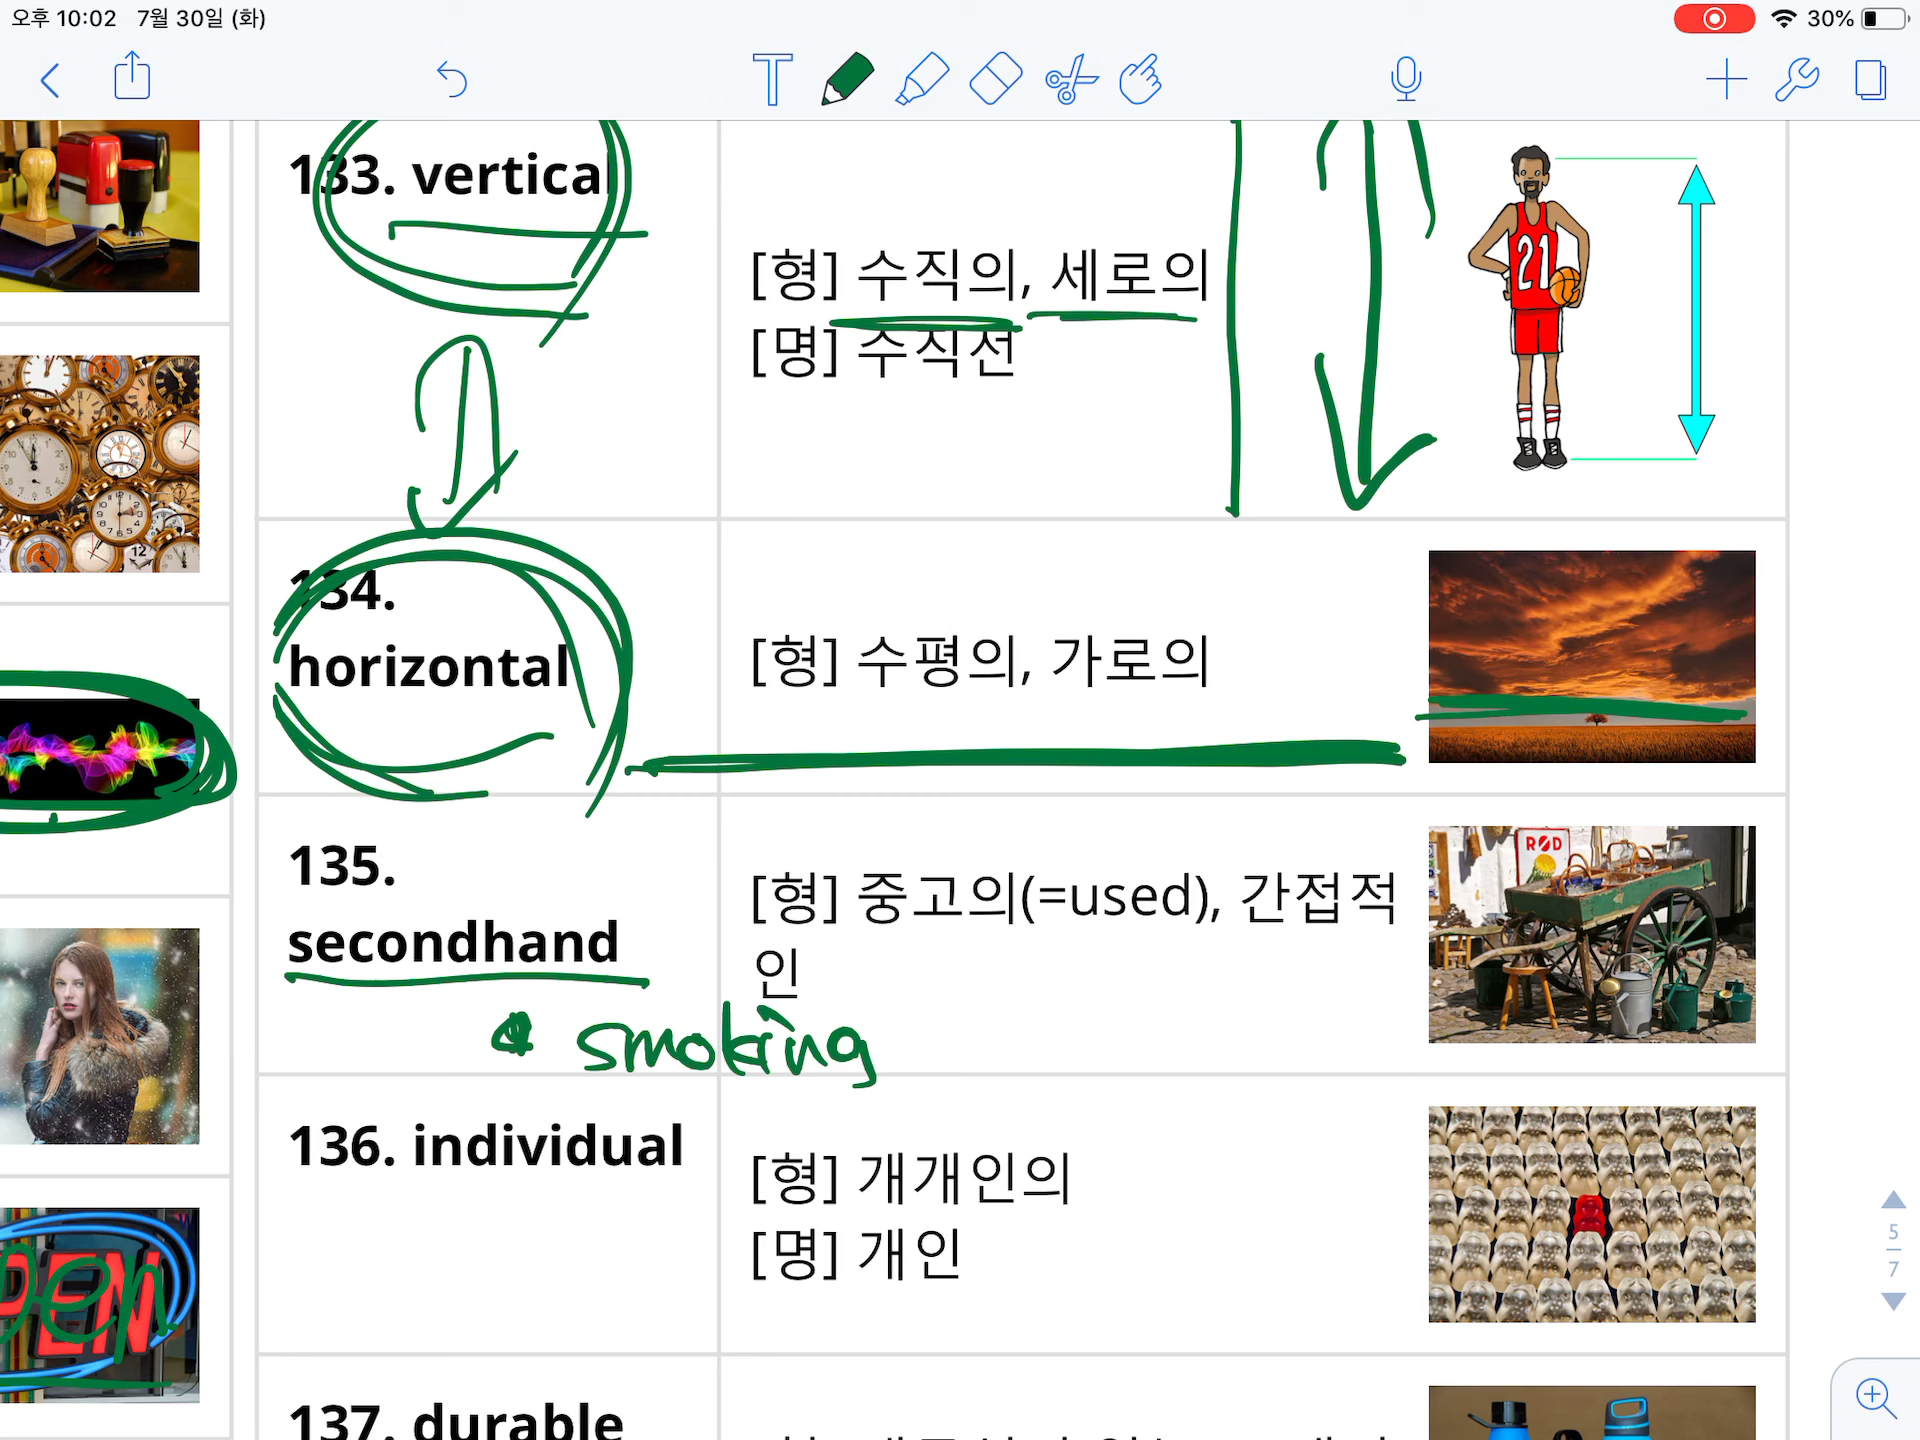 오후 10:02 7월 30일 (화)
30%
133. vertical
[형] 수직의, 세로의
[명] 수직선
21
134.
horizontal
[형] 수평의, 가로의
135.
secondhand
[형] 중고의(=used), 간접적
인
smoking
RØD
136. individual
[형] 개개인의
[명] 개인
5
7
137. durable